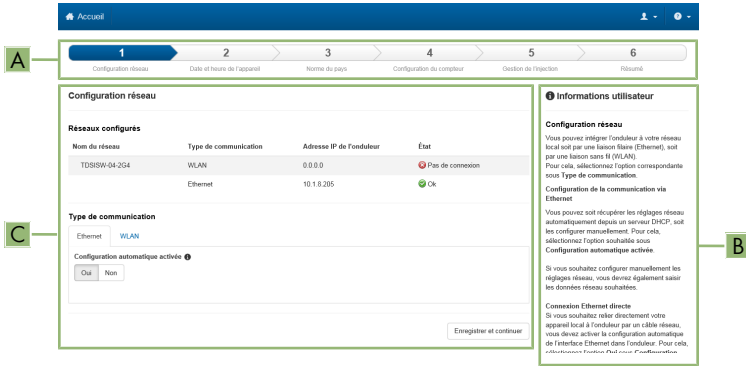 Accueil
A
1 2 3 4 5 6
Configuration réseau Date et heure de l'appareil Norme du pays Configuration du compteur Gestion de l'injection Résumé
C
Configuration réseau
Réseaux configurés
Nom du réseau Type de communication Adresse IP de l'onduleur État
TDSISW-04-2G4 WLAN 0.0.0.0 Pas de connexion
Ethernet 10.1.8.205 Ok
Type de communication
Ethernet WLAN
Configuration automatique activée
Oui Non
Enregistrer et continuer
B
Informations utilisateur
Configuration réseau
Vous pouvez intégrer l'onduleur à votre réseau
local soit par une liaison filaire (Ethernet), soit
par une liaison sans fil (WLAN).
Pour cela, sélectionnez l'option correspondante
sous Type de communication.
Configuration de la communication via
Ethernet
Vous pouvez soit récupérer les réglages réseau
automatiquement depuis un serveur DHCP, soit
les configurer manuellement. Pour cela,
sélectionnez l'option souhaitée sous
Configuration automatique activée.
Si vous souhaitez configurer manuellement les
réglages réseau, vous devrez également saisir
les données réseau souhaitées.
Connexion Ethernet directe
Si vous souhaitez relier directement votre
appareil local à l'onduleur par un câble réseau,
vous devez activer la configuration automatique
de l'interface Ethernet dans l'onduleur. Pour cela,
sélectionnez l'option Oui sous Configuration